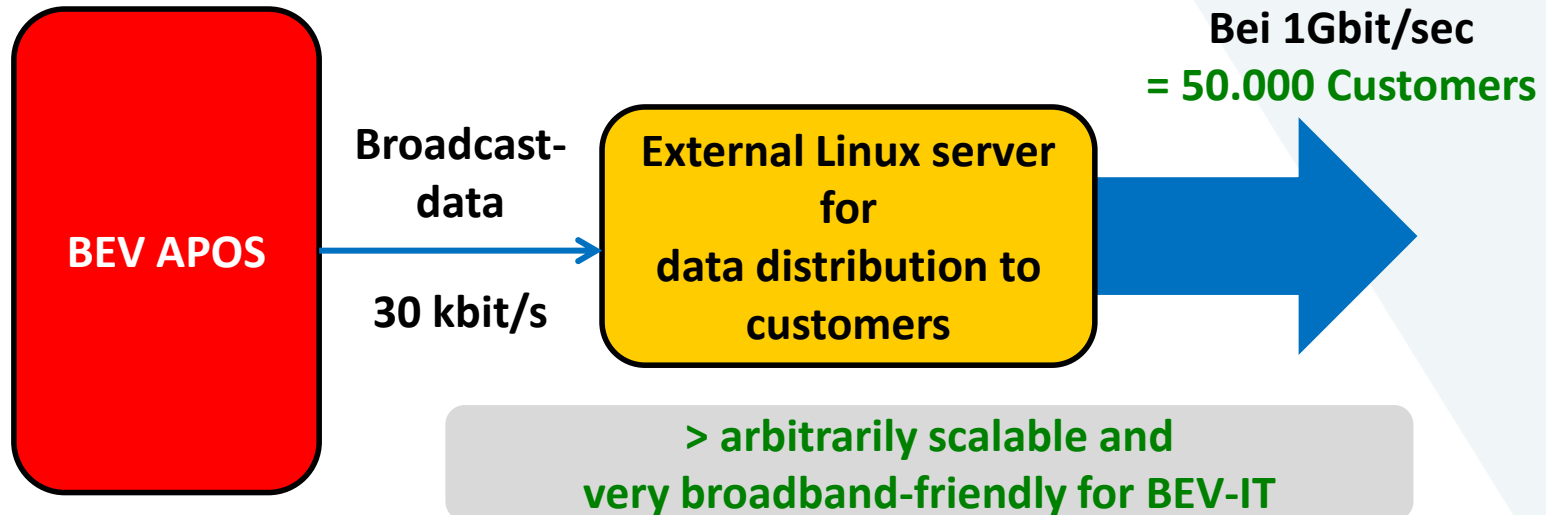 Bei 1Gbit/sec
= 50.000 Customers
BEV APOS
Broadcast-
data
30 kbit/s
External Linux server
for
data distribution to
customers
> arbitrarily scalable and
very broadband-friendly for BEV-IT